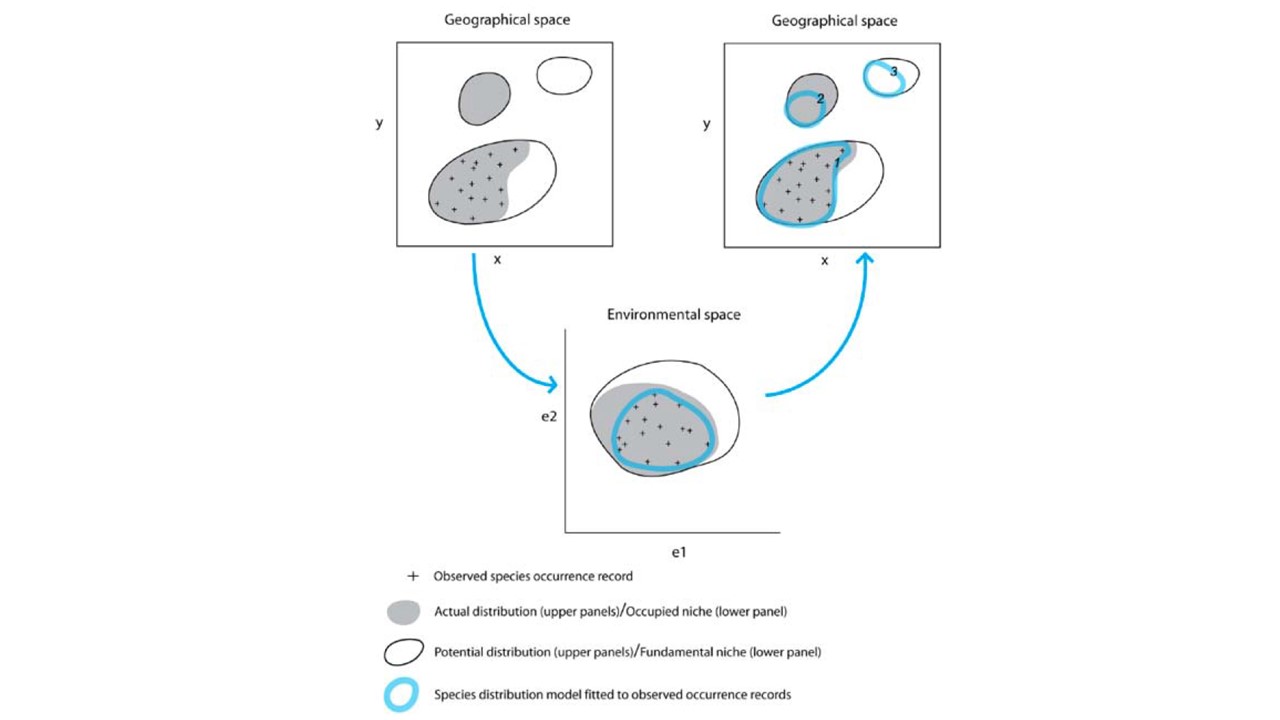 Geographical space
Geographical space
y
x
y
1
2
3
x
Environmental space
e2
e1
+ Observed species occurrence record
Actual distribution (upper panels)/Occupied niche (lower panel)
Potential distribution (upper panels)/Fundamental niche (lower panel)
Species distribution model fitted to observed occurrence records